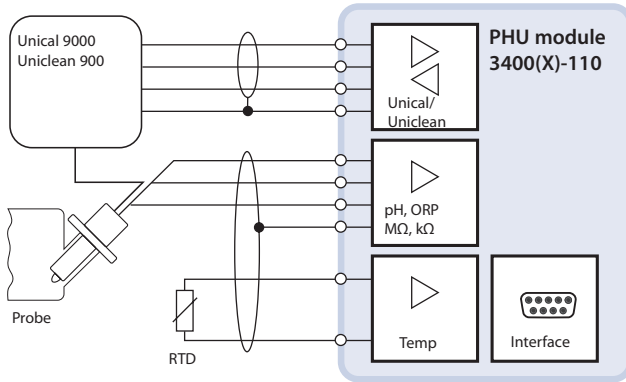 Unical 9000
Uniclean 900
PHU module
3400(X)-110
Unical/
Uniclean
pH, ORP
MΩ, kΩ
Probe
RTD
Temp
Interface